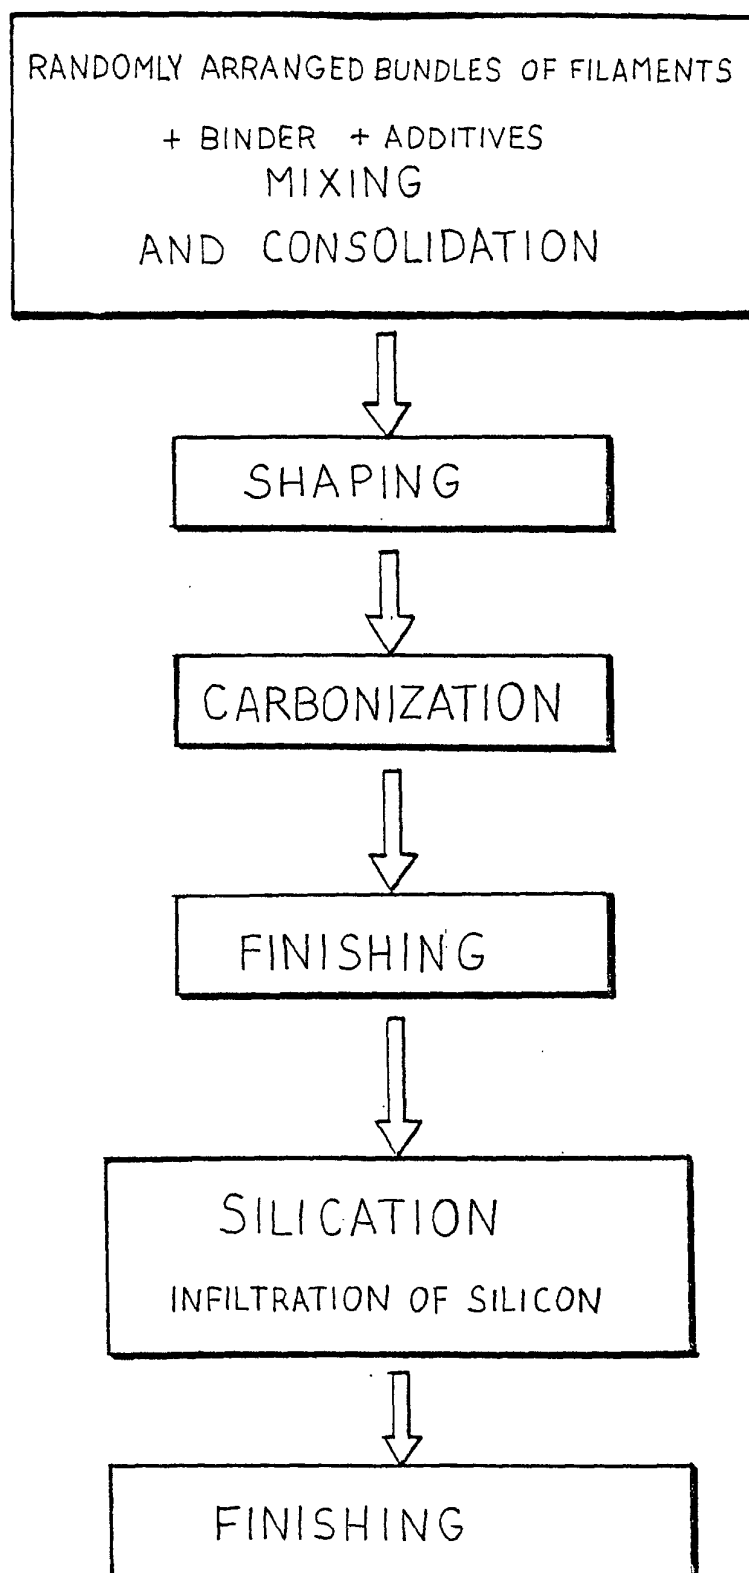 RANDOMLY ARRANGED BUNDLES OF FILAMENTS
+ BINDER + ADDITIVES
MIXING
AND CONSOLIDATION
SHAPING
CARBONIZATION
FINISHING
SILICATION
INFILTRATION OF SILICON
FINISHING